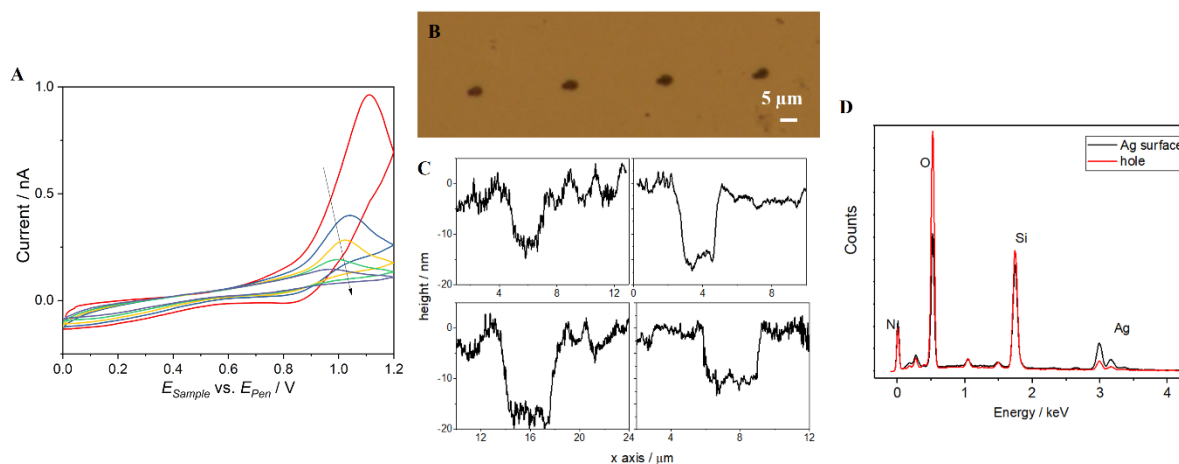 A
1.0
0.5
0.0
Current / nA
0.0 0.2 0.4 0.6 0.8 1.0 1.2
E_Sample vs. E_Pen / V
B
5 µm
C
0
-10
-20
4 8 12
0 4 8
0
-10
-20
12 16 20 24
4 8 12
height / nm
x axis / µm
D
Ag surface
hole
O
Si
N
Ag
Counts
0 1 2 3 4
Energy / keV